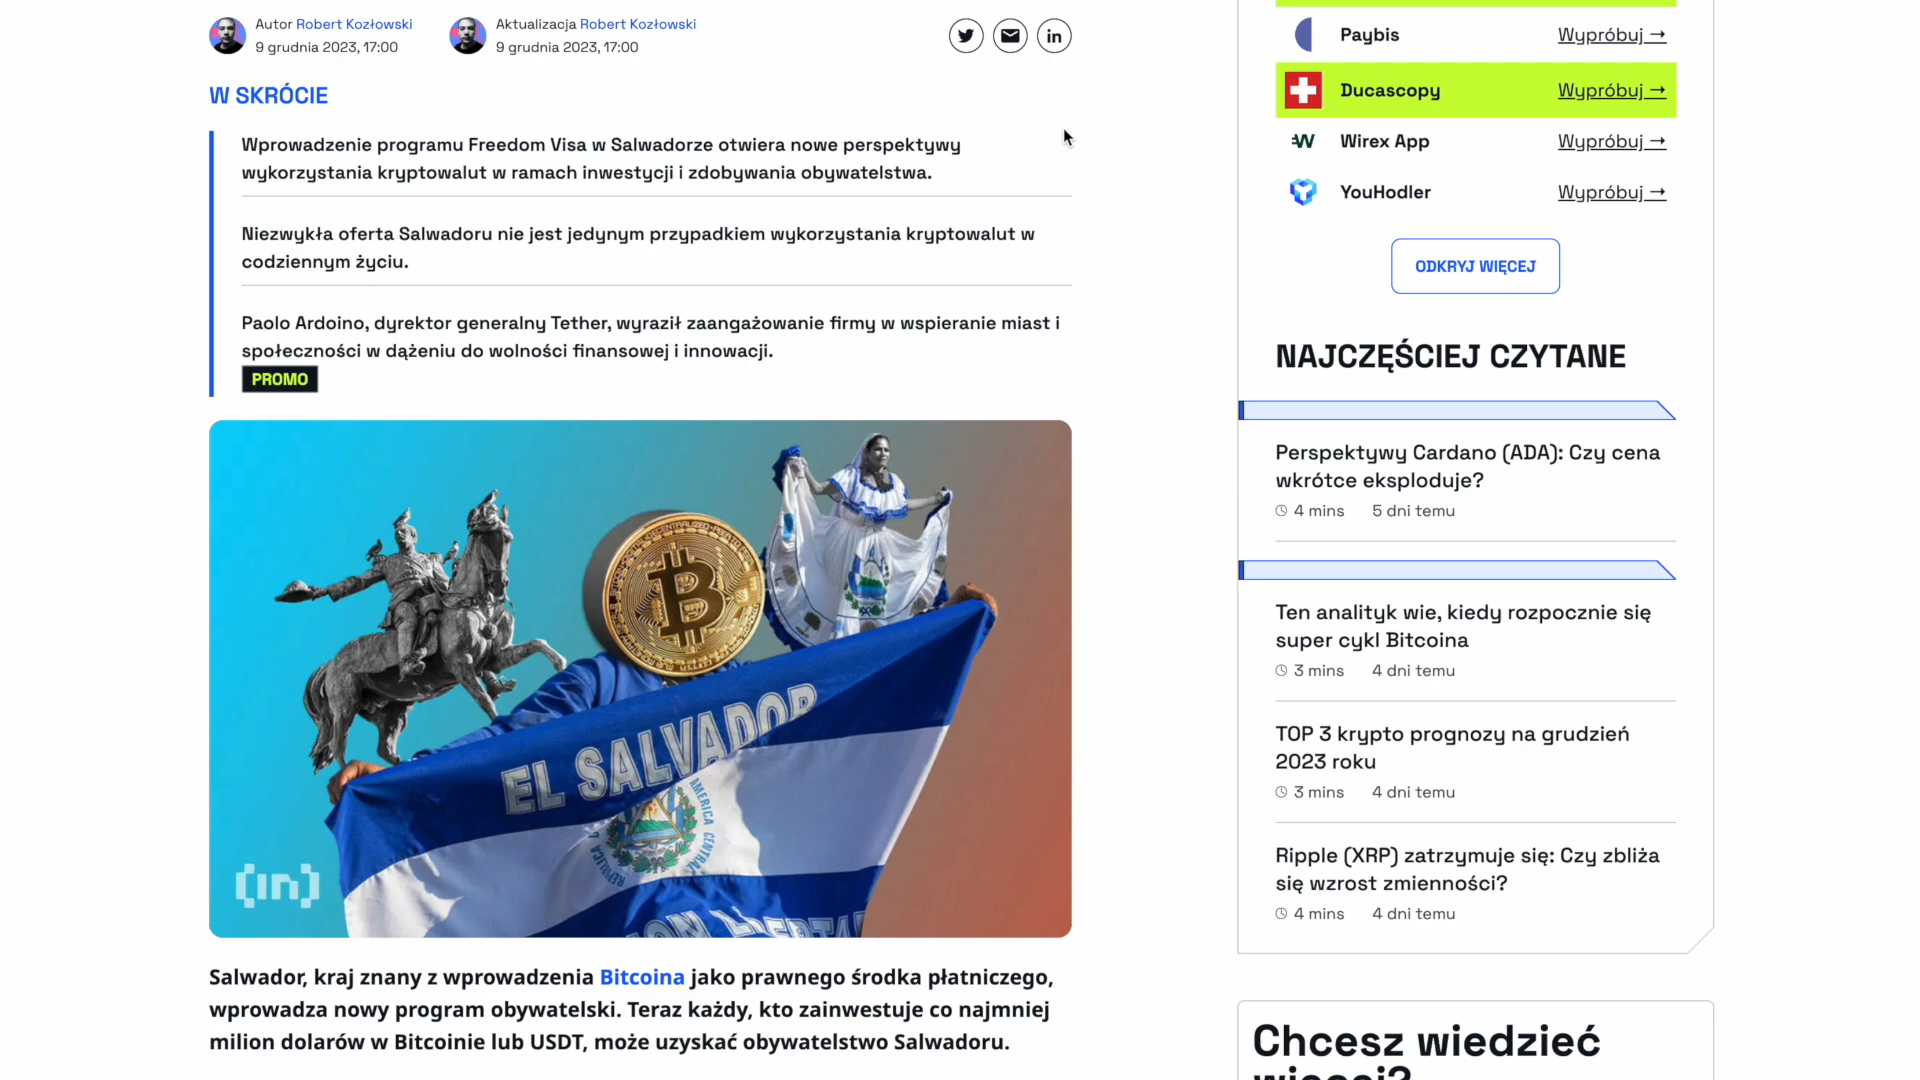 Autor Robert Kozłowski
9 grudnia 2023, 17:00
Aktualizacja Robert Kozłowski
9 grudnia 2023, 17:00
in
W SKRÓCIE
Wprowadzenie programu Freedom Visa w Salwadorze otwiera nowe perspektywy
wykorzystania kryptowalut w ramach inwestycji i zdobywania obywatelstwa.
Niezwykła oferta Salwadoru nie jest jedynym przypadkiem wykorzystania kryptowalut w
codziennym życiu.
Paolo Ardoino, dyrektor generalny Tether, wyraził zaangażowanie firmy w wspieranie miast i
społeczności w dążeniu do wolności finansowej i innowacji.
PROMO
EL SALVADOR
AMERICA CENTRAL
[in]
Salwador, kraj znany z wprowadzenia Bitcoina jako prawnego środka płatniczego,
wprowadza nowy program obywatelski. Teraz każdy, kto zainwestuje co najmniej
milion dolarów w Bitcoinie lub USDT, może uzyskać obywatelstwo Salwadoru.
Paybis Wypróbuj →
Ducascopy Wypróbuj →
Wirex App Wypróbuj →
YouHodler Wypróbuj →
ODKRYJ WIĘCEJ
NAJCZĘŚCIEJ CZYTANE
Perspektywy Cardano (ADA): Czy cena
wkrótce eksploduje?
4 mins 5 dni temu
Ten analityk wie, kiedy rozpocznie się
super cykl Bitcoina
3 mins 4 dni temu
TOP 3 krypto prognozy na grudzień
2023 roku
3 mins 4 dni temu
Ripple (XRP) zatrzymuje się: Czy zbliża
się wzrost zmienności?
4 mins 4 dni temu
Chcesz wiedzieć
więcej?